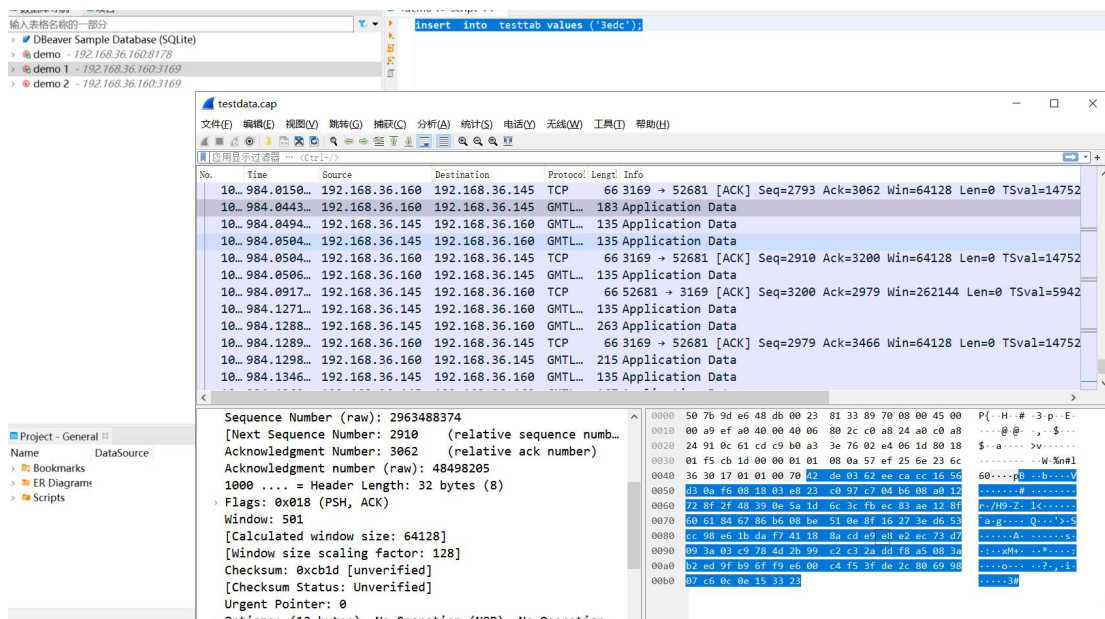 输入表格名称的一部分
DBeaver Sample Database (SQLite)
demo - 192.168.36.160:8178
demo 1 - 192.168.36.160:3169
demo 2 - 192.168.36.160:3169
insert into testtab values ('3edc');
testdata.cap
文件(F) 编辑(E) 视图(V) 跳转(G) 捕获(C) 分析(A) 统计(S) 电话(Y) 无线(W) 工具(T) 帮助(H)
应用显示过滤器 … <Ctrl-/>
No. Time Source Destination Protocol Lengt Info
10… 984.0150… 192.168.36.160 192.168.36.145 TCP 66 3169 → 52681 [ACK] Seq=2793 Ack=3062 Win=64128 Len=0 TSval=14752
10… 984.0443… 192.168.36.160 192.168.36.145 GMTL… 183 Application Data
10… 984.0494… 192.168.36.145 192.168.36.160 GMTL… 135 Application Data
10… 984.0504… 192.168.36.145 192.168.36.160 GMTL… 135 Application Data
10… 984.0504… 192.168.36.160 192.168.36.145 TCP 66 3169 → 52681 [ACK] Seq=2910 Ack=3200 Win=64128 Len=0 TSval=14752
10… 984.0506… 192.168.36.160 192.168.36.145 GMTL… 135 Application Data
10… 984.0917… 192.168.36.145 192.168.36.160 TCP 66 52681 → 3169 [ACK] Seq=3200 Ack=2979 Win=262144 Len=0 TSval=5942
10… 984.1271… 192.168.36.145 192.168.36.160 GMTL… 135 Application Data
10… 984.1288… 192.168.36.145 192.168.36.160 GMTL… 263 Application Data
10… 984.1289… 192.168.36.160 192.168.36.145 TCP 66 3169 → 52681 [ACK] Seq=2979 Ack=3466 Win=64128 Len=0 TSval=14752
10… 984.1298… 192.168.36.160 192.168.36.145 GMTL… 215 Application Data
10… 984.1346… 192.168.36.145 192.168.36.160 GMTL… 135 Application Data
Project - General
Name DataSource
Bookmarks
ER Diagrams
Scripts
Sequence Number (raw): 2963488374
[Next Sequence Number: 2910 (relative sequence numb…
Acknowledgment Number: 3062 (relative ack number)
Acknowledgment number (raw): 48498205
1000 .... = Header Length: 32 bytes (8)
Flags: 0x018 (PSH, ACK)
Window: 501
[Calculated window size: 64128]
[Window size scaling factor: 128]
Checksum: 0xcb1d [unverified]
[Checksum Status: Unverified]
Urgent Pointer: 0
0000 50 7b 9d e6 48 db 00 23 81 33 89 70 08 00 45 00 P{··H··# ·3·p··E·
0010 00 a9 ef a0 40 00 40 06 80 2c c0 a8 24 a0 c0 a8 ····@·@· ·,··$···
0020 24 91 0c 61 cd c9 b0 a3 3e 76 02 e4 06 1d 80 18 $··a···· >v······
0030 01 f5 cb 1d 00 00 01 01 08 0a 57 ef 25 6e 23 6c ········ ··W·%n#l
0040 36 30 17 01 01 00 70 42 de 03 62 ee ca cc 16 56 60····pB ··b····V
0050 d3 0a f6 08 18 03 e8 23 c0 97 c7 04 b6 08 a0 12 ·······# ········
0060 72 8f 2f 48 39 0e 5a 1d 6c 3c fb ec 83 ae 12 8f r·/H9·Z· l<······
0070 60 61 84 67 86 b6 08 be 51 0e 8f 16 27 3e d6 53 `a·g···· Q···'>·S
0080 cc 98 e6 1b da f7 41 18 8a cd e9 e8 e2 ec 73 d7 ······A· ······s·
0090 09 3a 03 c9 78 4d 2b 99 c2 c3 2a dd f8 a5 08 3a ·:··xM+· ··*····:
00a0 b2 ed 9f b9 6f f9 e6 00 c4 f5 3f de 2c 80 69 98 ····o··· ··?·,·i·
00b0 07 c6 0c 0e 15 33 23 ·····3#